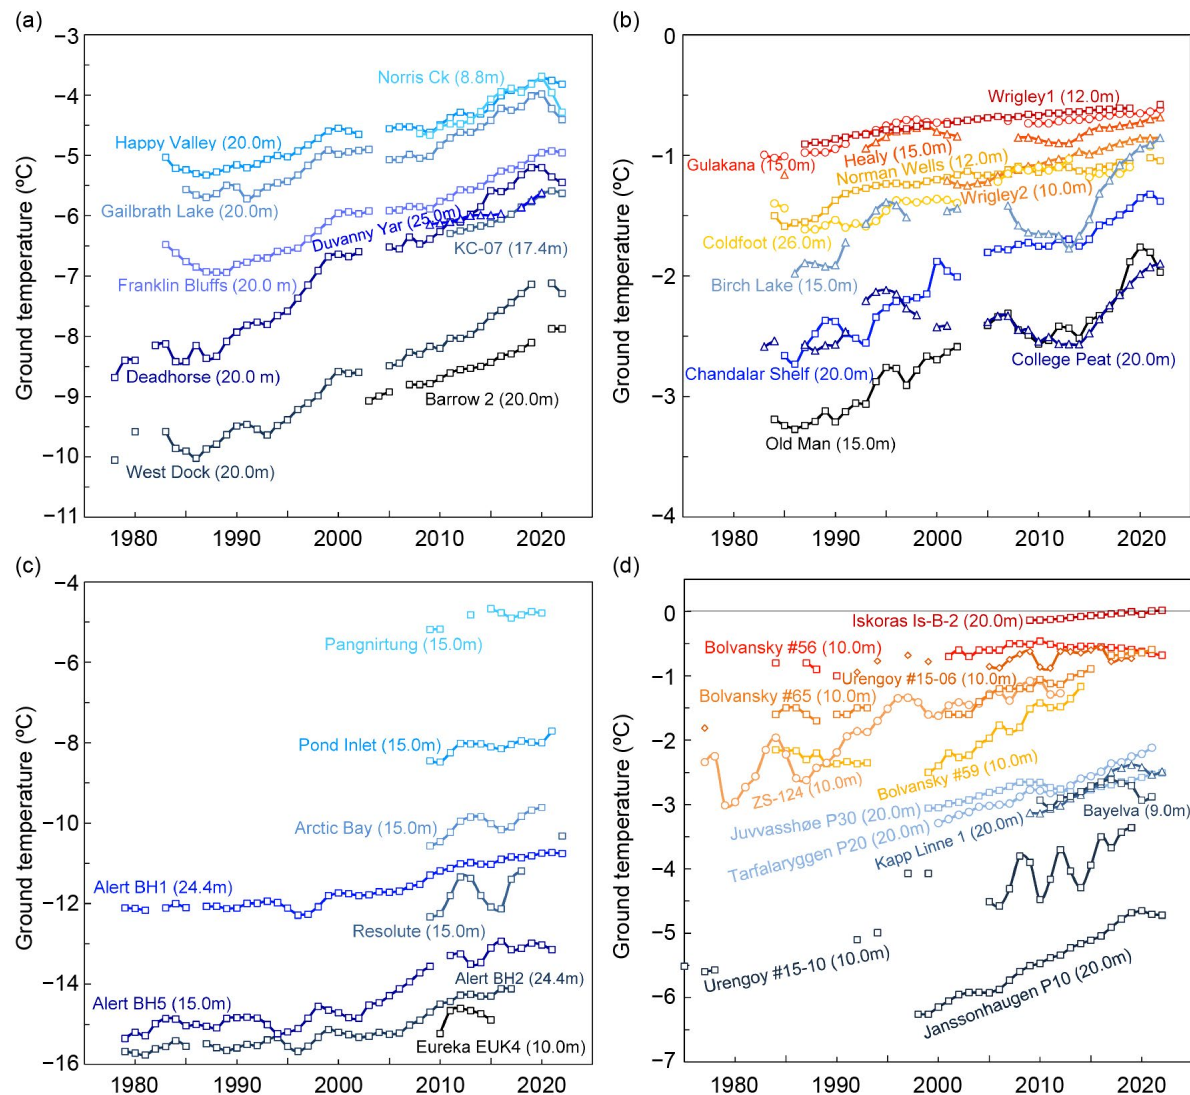 (a)
−3
−4
−5
−6
−7
−8
−9
−10
−11
Ground temperature (ºC)
Norris Ck (8.8m)
Happy Valley (20.0m)
Gailbrath Lake (20.0m)
Duvanny Yar (25.0m)
KC-07 (17.4m)
Franklin Bluffs (20.0 m)
Deadhorse (20.0 m)
Barrow 2 (20.0m)
West Dock (20.0m)
1980 1990 2000 2010 2020
(b)
0
−1
−2
−3
−4
Ground temperature (ºC)
Wrigley1 (12.0m)
Gulakana (15.0m)
Healy (15.0m)
Norman Wells (12.0m)
Wrigley2 (10.0m)
Coldfoot (26.0m)
Birch Lake (15.0m)
Chandalar Shelf (20.0m)
College Peat (20.0m)
Old Man (15.0m)
1980 1990 2000 2010 2020
(c)
−4
−6
−8
−10
−12
−14
−16
Ground temperature (ºC)
Pangnirtung (15.0m)
Pond Inlet (15.0m)
Arctic Bay (15.0m)
Alert BH1 (24.4m)
Resolute (15.0m)
Alert BH2 (24.4m)
Alert BH5 (15.0m)
Eureka EUK4 (10.0m)
1980 1990 2000 2010 2020
(d)
0
−1
−2
−3
−4
−5
−6
−7
Ground temperature (ºC)
Iskoras Is-B-2 (20.0m)
Bolvansky #56 (10.0m)
Urengoy #15-06 (10.0m)
Bolvansky #65 (10.0m)
ZS-124 (10.0m)
Bolvansky #59 (10.0m)
Juvvasshøe P30 (20.0m)
Tarfalaryggen P20 (20.0m)
Kapp Linne 1 (20.0m)
Bayelva (9.0m)
Urengoy #15-10 (10.0m)
Janssonhaugen P10 (20.0m)
1980 1990 2000 2010 2020